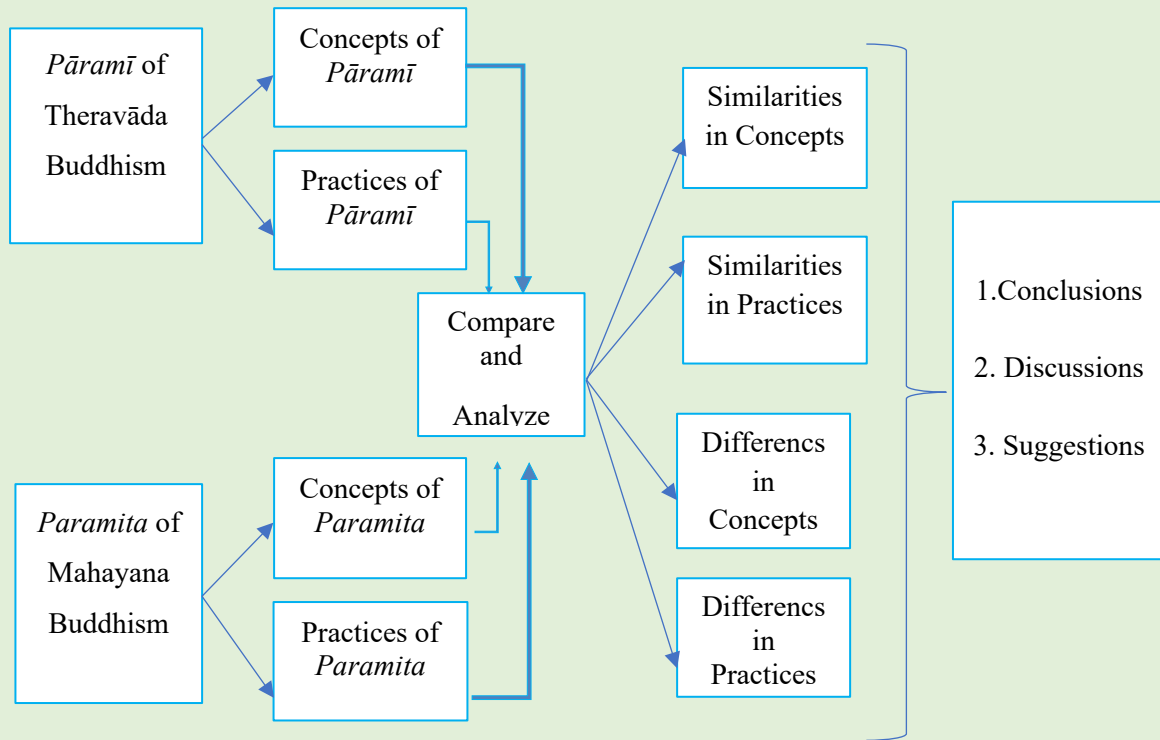 Pāramī of
Theravāda
Buddhism
Concepts of
Pāramī
Practices of
Pāramī
Compare
and
Analyze
Paramita of
Mahayana
Buddhism
Concepts of
Paramita
Practices of
Paramita
Similarities
in Concepts
Similarities
in Practices
Differencs
in
Concepts
Differencs
in
Practices
1.Conclusions
2. Discussions
3. Suggestions